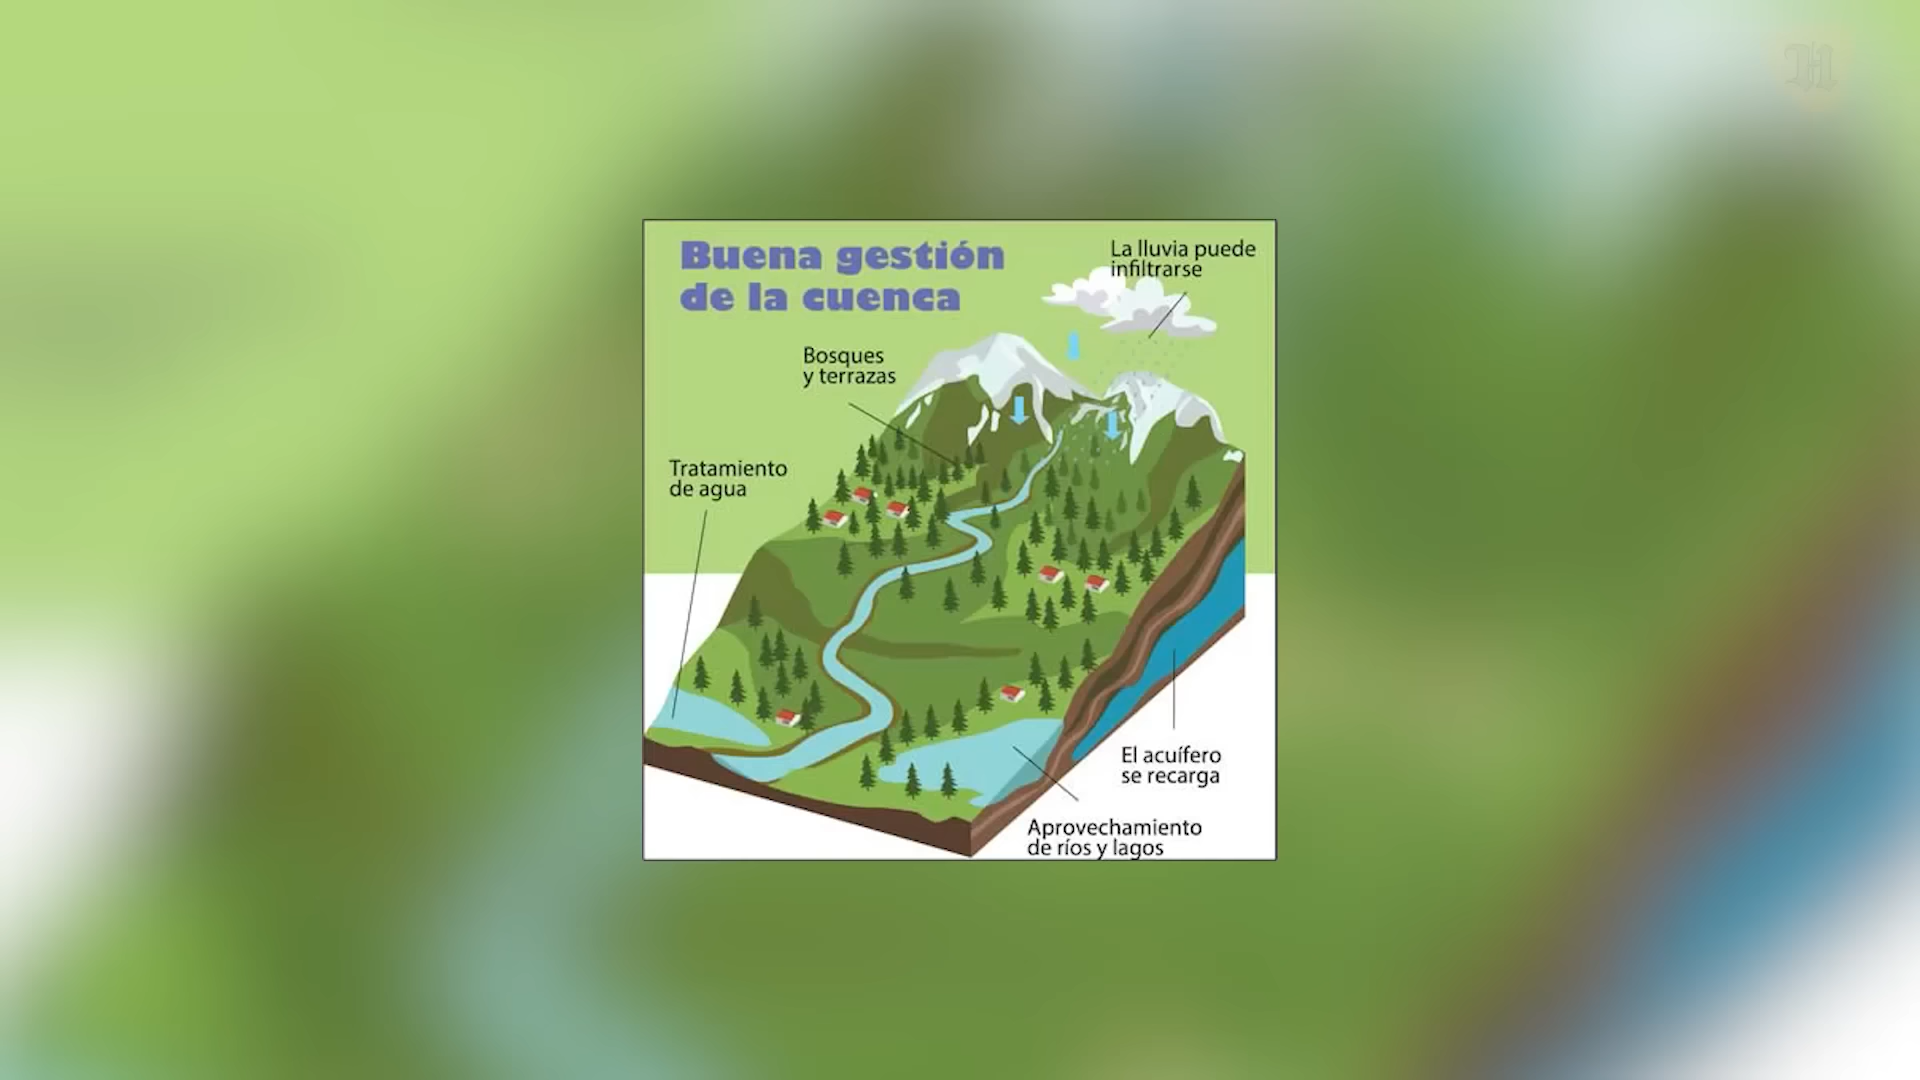 Buena gestión
de la cuenca
La lluvia puede
infiltrarse
Bosques
y terrazas
Tratamiento
de agua
El acuífero
se recarga
Aprovechamiento
de ríos y lagos